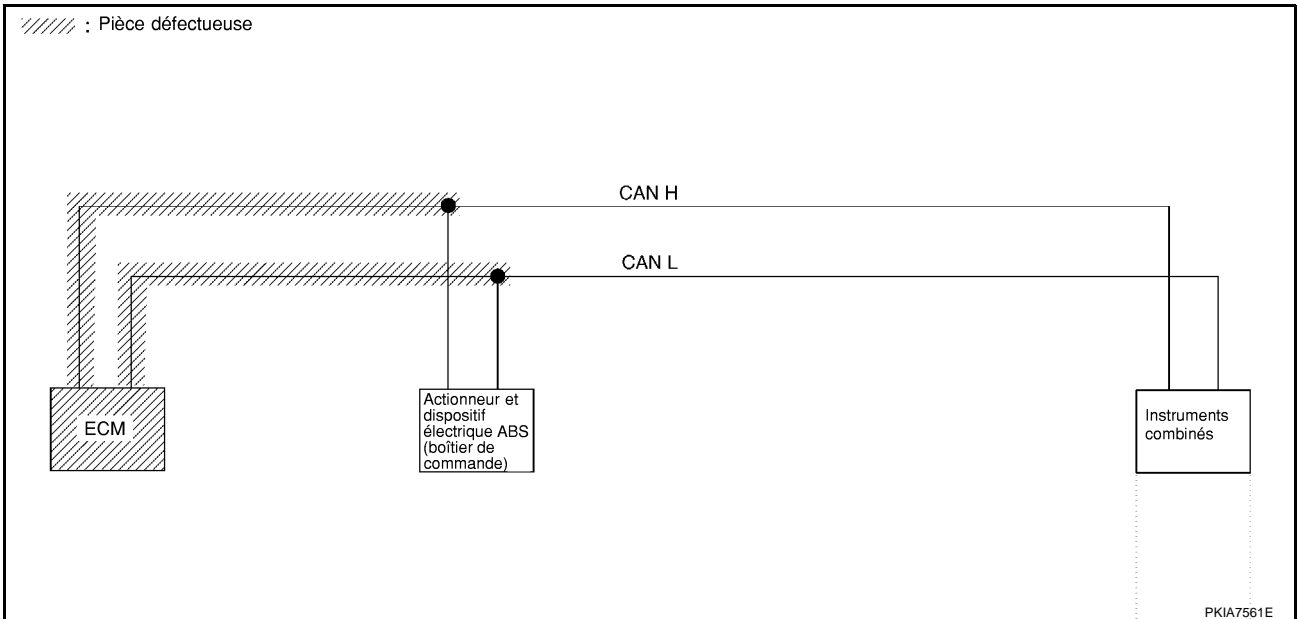 : Pièce défectueuse
CAN H
CAN L
ECM
Actionneur et
dispositif
électrique ABS
(boîtier de
commande)
Instruments
combinés
PKIA7561E